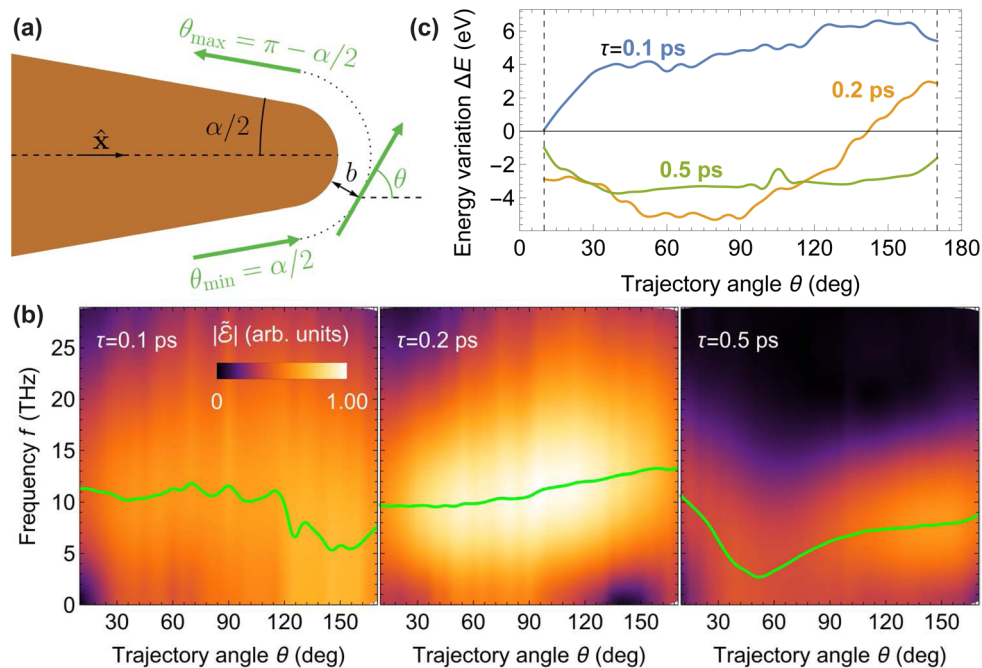 (a)
θmax = π − α/2
α/2
x̂
b
θ
θmin = α/2
(c)
Energy variation ΔE (eV)
6
4
2
0
−2
−4
τ=0.1 ps
0.2 ps
0.5 ps
0 30 60 90 120 150 180
Trajectory angle θ (deg)
(b)
Frequency f (THz)
25
20
15
10
5
0
τ=0.1 ps
|ℰ̃| (arb. units)
0 1.00
τ=0.2 ps
τ=0.5 ps
30 60 90 120 150
30 60 90 120 150
30 60 90 120 150
Trajectory angle θ (deg)
Trajectory angle θ (deg)
Trajectory angle θ (deg)